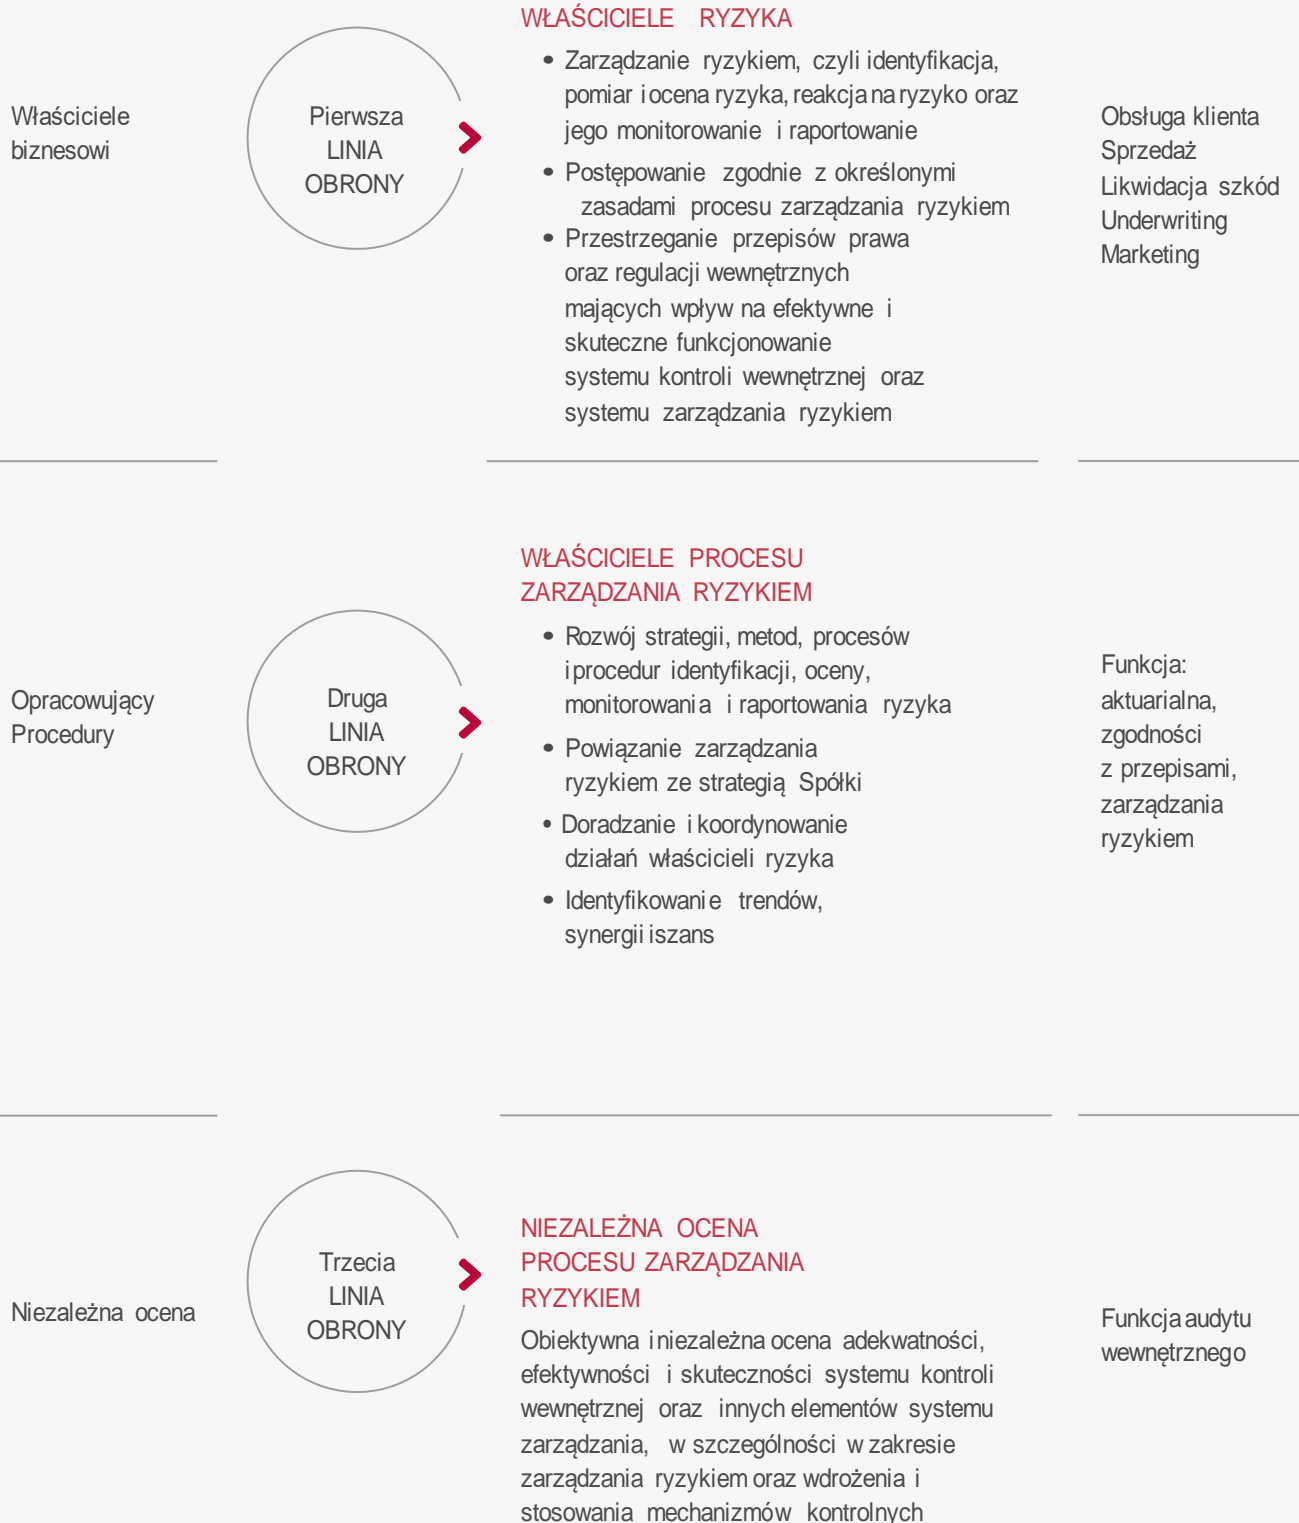 Właściciele
biznesowi
Pierwsza
LINIA
OBRONY
WŁAŚCICIELE RYZYKA
• Zarządzanie ryzykiem, czyli identyfikacja,
pomiar i ocena ryzyka, reakcja na ryzyko oraz
jego monitorowanie i raportowanie
• Postępowanie zgodnie z określonymi
zasadami procesu zarządzania ryzykiem
• Przestrzeganie przepisów prawa
oraz regulacji wewnętrznych
mających wpływ na efektywne i
skuteczne funkcjonowanie
systemu kontroli wewnętrznej oraz
systemu zarządzania ryzykiem
Obsługa klienta
Sprzedaż
Likwidacja szkód
Underwriting
Marketing
Opracowujący
Procedury
Druga
LINIA
OBRONY
WŁAŚCICIELE PROCESU
ZARZĄDZANIA RYZYKIEM
• Rozwój strategii, metod, procesów
i procedur identyfikacji, oceny,
monitorowania i raportowania ryzyka
• Powiązanie zarządzania
ryzykiem ze strategią Spółki
• Doradzanie i koordynowanie
działań właścicieli ryzyka
• Identyfikowanie trendów,
synergii i szans
Funkcja:
aktuarialna,
zgodności
z przepisami,
zarządzania
ryzykiem
Niezależna ocena
Trzecia
LINIA
OBRONY
NIEZALEŻNA OCENA
PROCESU ZARZĄDZANIA
RYZYKIEM
Obiektywna i niezależna ocena adekwatności,
efektywności i skuteczności systemu kontroli
wewnętrznej oraz innych elementów systemu
zarządzania, w szczególności w zakresie
zarządzania ryzykiem oraz wdrożenia i
stosowania mechanizmów kontrolnych
Funkcja audytu
wewnętrznego